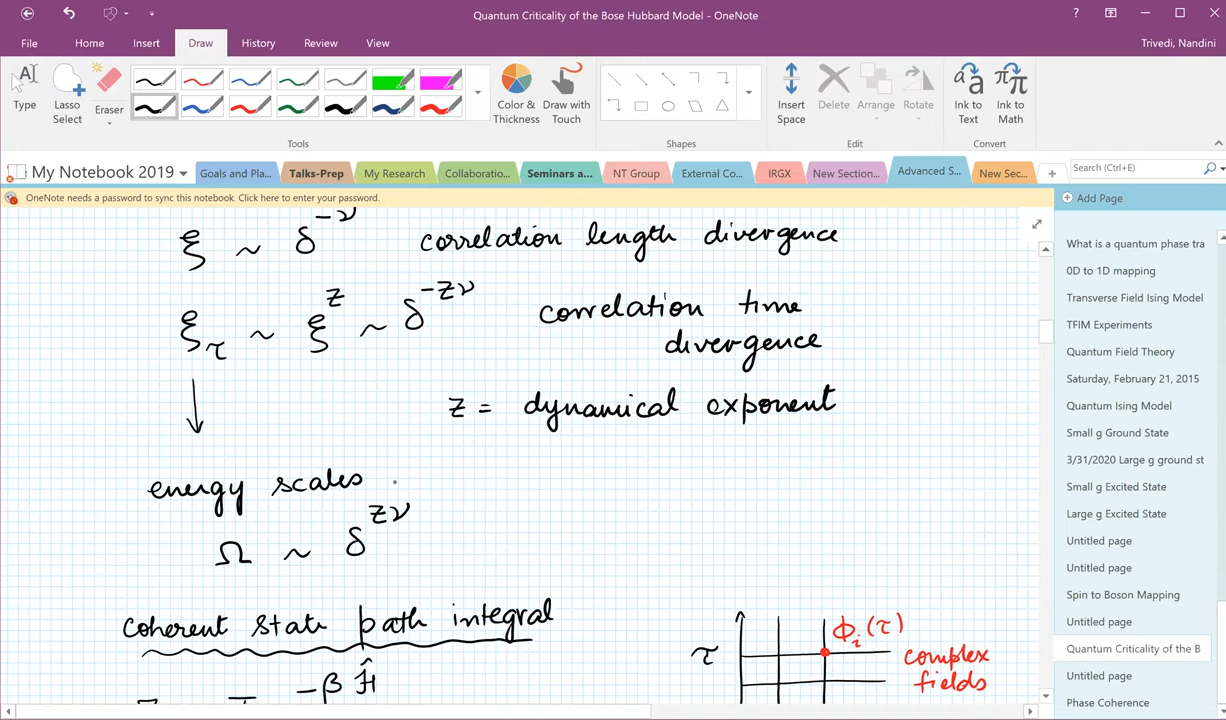 Quantum Criticality of the Bose Hubbard Model - OneNote
?
File Home Insert Draw History Review View
Trivedi, Nandini
Type
Lasso Select
Eraser
Color & Thickness
Draw with Touch
Insert Space
Delete
Arrange
Rotate
Ink to Text
Ink to Math
Tools
Shapes
Edit
Convert
My Notebook 2019
Goals and Pla...
Talks-Prep
My Research
Collaboratio...
Seminars a...
NT Group
External Co...
IRGX
New Section...
Advanced S...
New Sec...
Search (Ctrl+E)
OneNote needs a password to sync this notebook. Click here to enter your password.
ξ ~ δ^{-ν} correlation length divergence
ξ_τ ~ ξ^z ~ δ^{-zν} correlation time
divergence
z = dynamical exponent
energy scales
Ω ~ δ^{zν}
coherent state path integral
-β Ĥ
τ
ϕ_i(τ)
complex
fields
Add Page
What is a quantum phase tra
0D to 1D mapping
Transverse Field Ising Model
TFIM Experiments
Quantum Field Theory
Saturday, February 21, 2015
Quantum Ising Model
Small g Ground State
3/31/2020 Large g ground st
Small g Excited State
Large g Excited State
Untitled page
Untitled page
Spin to Boson Mapping
Untitled page
Quantum Criticality of the B
Untitled page
Phase Coherence